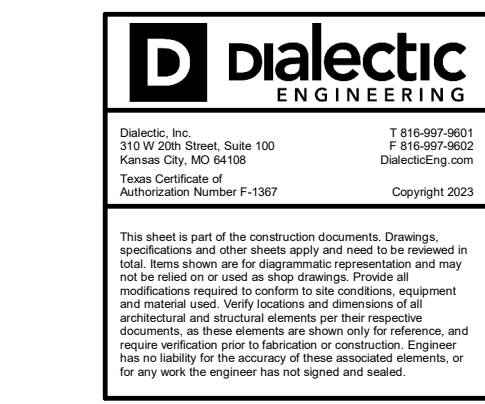 D DIalectIc
ENGINEERING
Dialectic, Inc. T 816-997-9601
310 W 20th Street, Suite 100 F 816-997-9602
Kansas City, MO 64108 DialecticEng.com
Texas Certificate of
Authorization Number F-1367 Copyright 2023
This sheet is part of the construction documents. Drawings,
specifications and other sheets apply and need to be reviewed in
total. Items shown are for diagrammatic representation and may
not be relied on or used as shop drawings. Provide all
modifications required to conform to site conditions, equipment
and material used. Verify locations and dimensions of all
architectural and structural elements per their respective
documents, as these elements are shown only for reference, and
require verification prior to fabrication or construction. Engineer
has no liability for the accuracy of these associated elements, or
for any work the engineer has not signed and sealed.